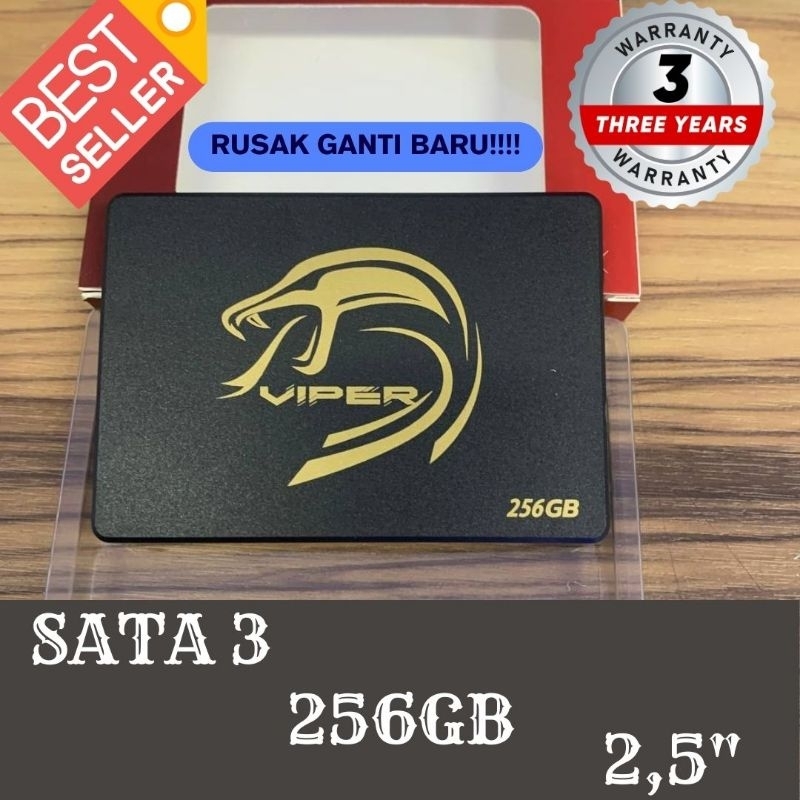 BEST
SELLER
WARRANTY
3
THREE YEARS
WARRANTY
RUSAK GANTI BARU!!!!
VIPER
256GB
SATA 3
256GB
2,5"